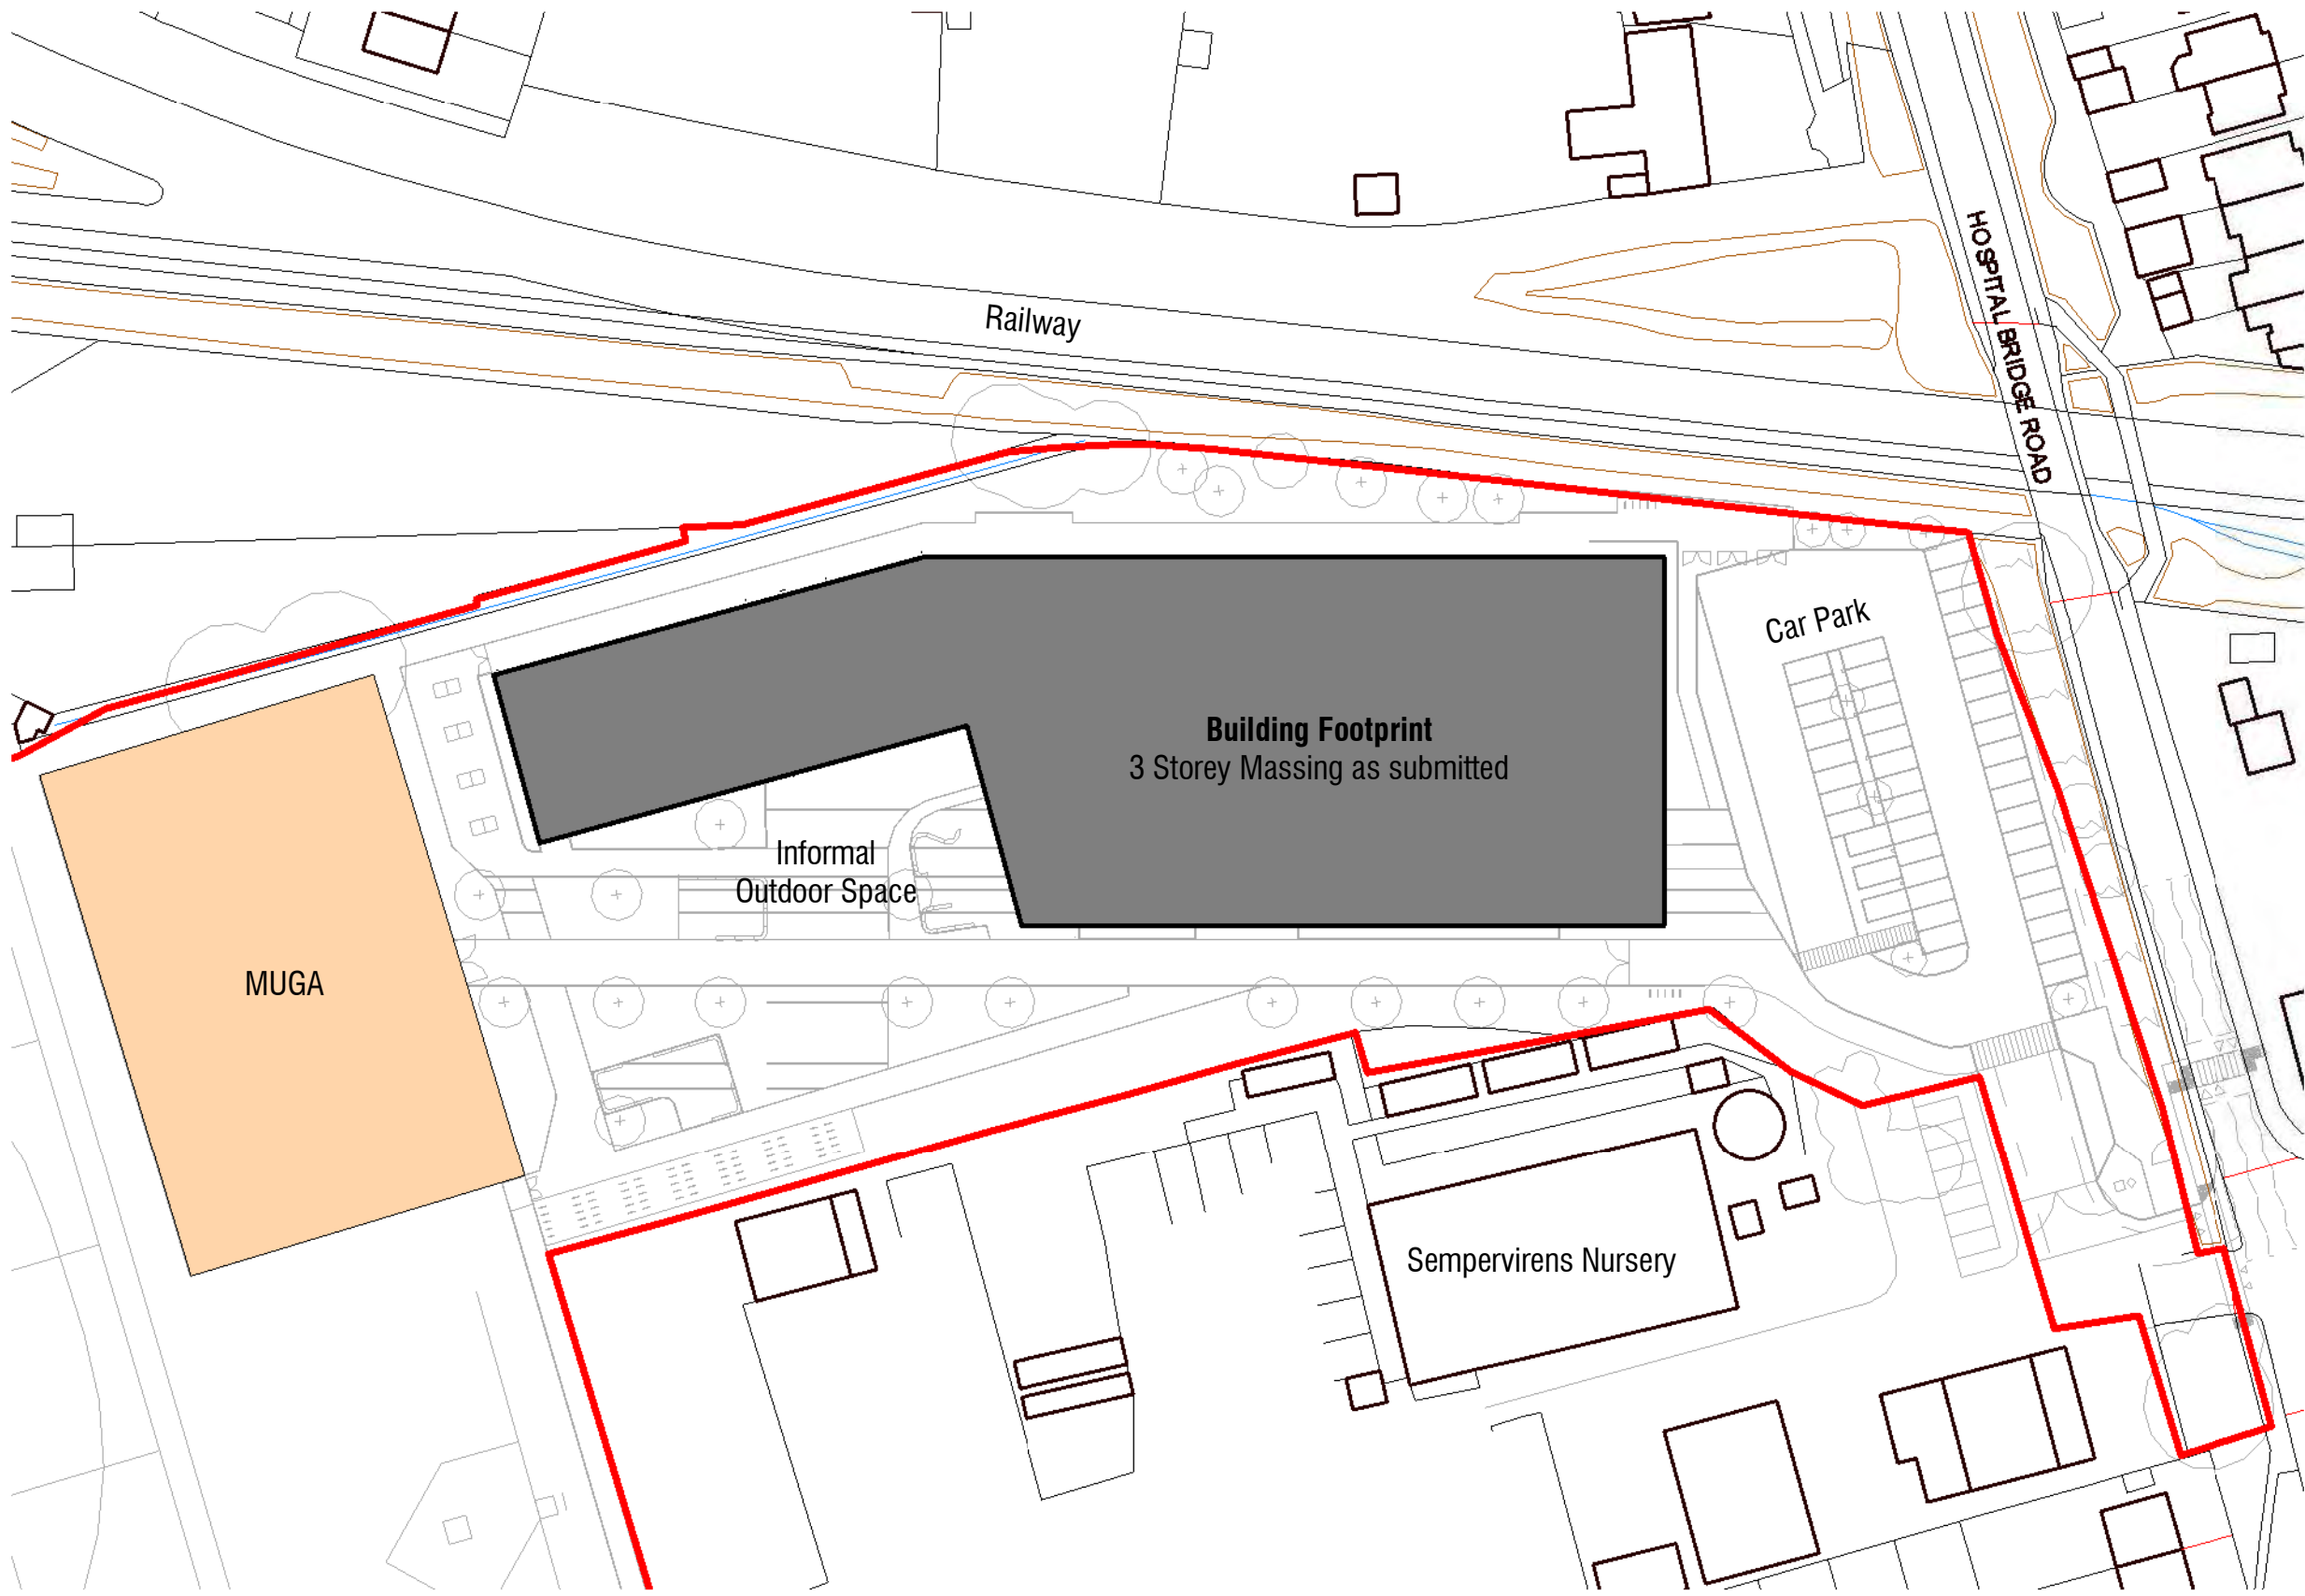 HOSPITAL BRIDGE ROAD
Railway
Car Park
Building Footprint
3 Storey Massing as submitted
Informal
Outdoor Space
MUGA
Sempervirens Nursery